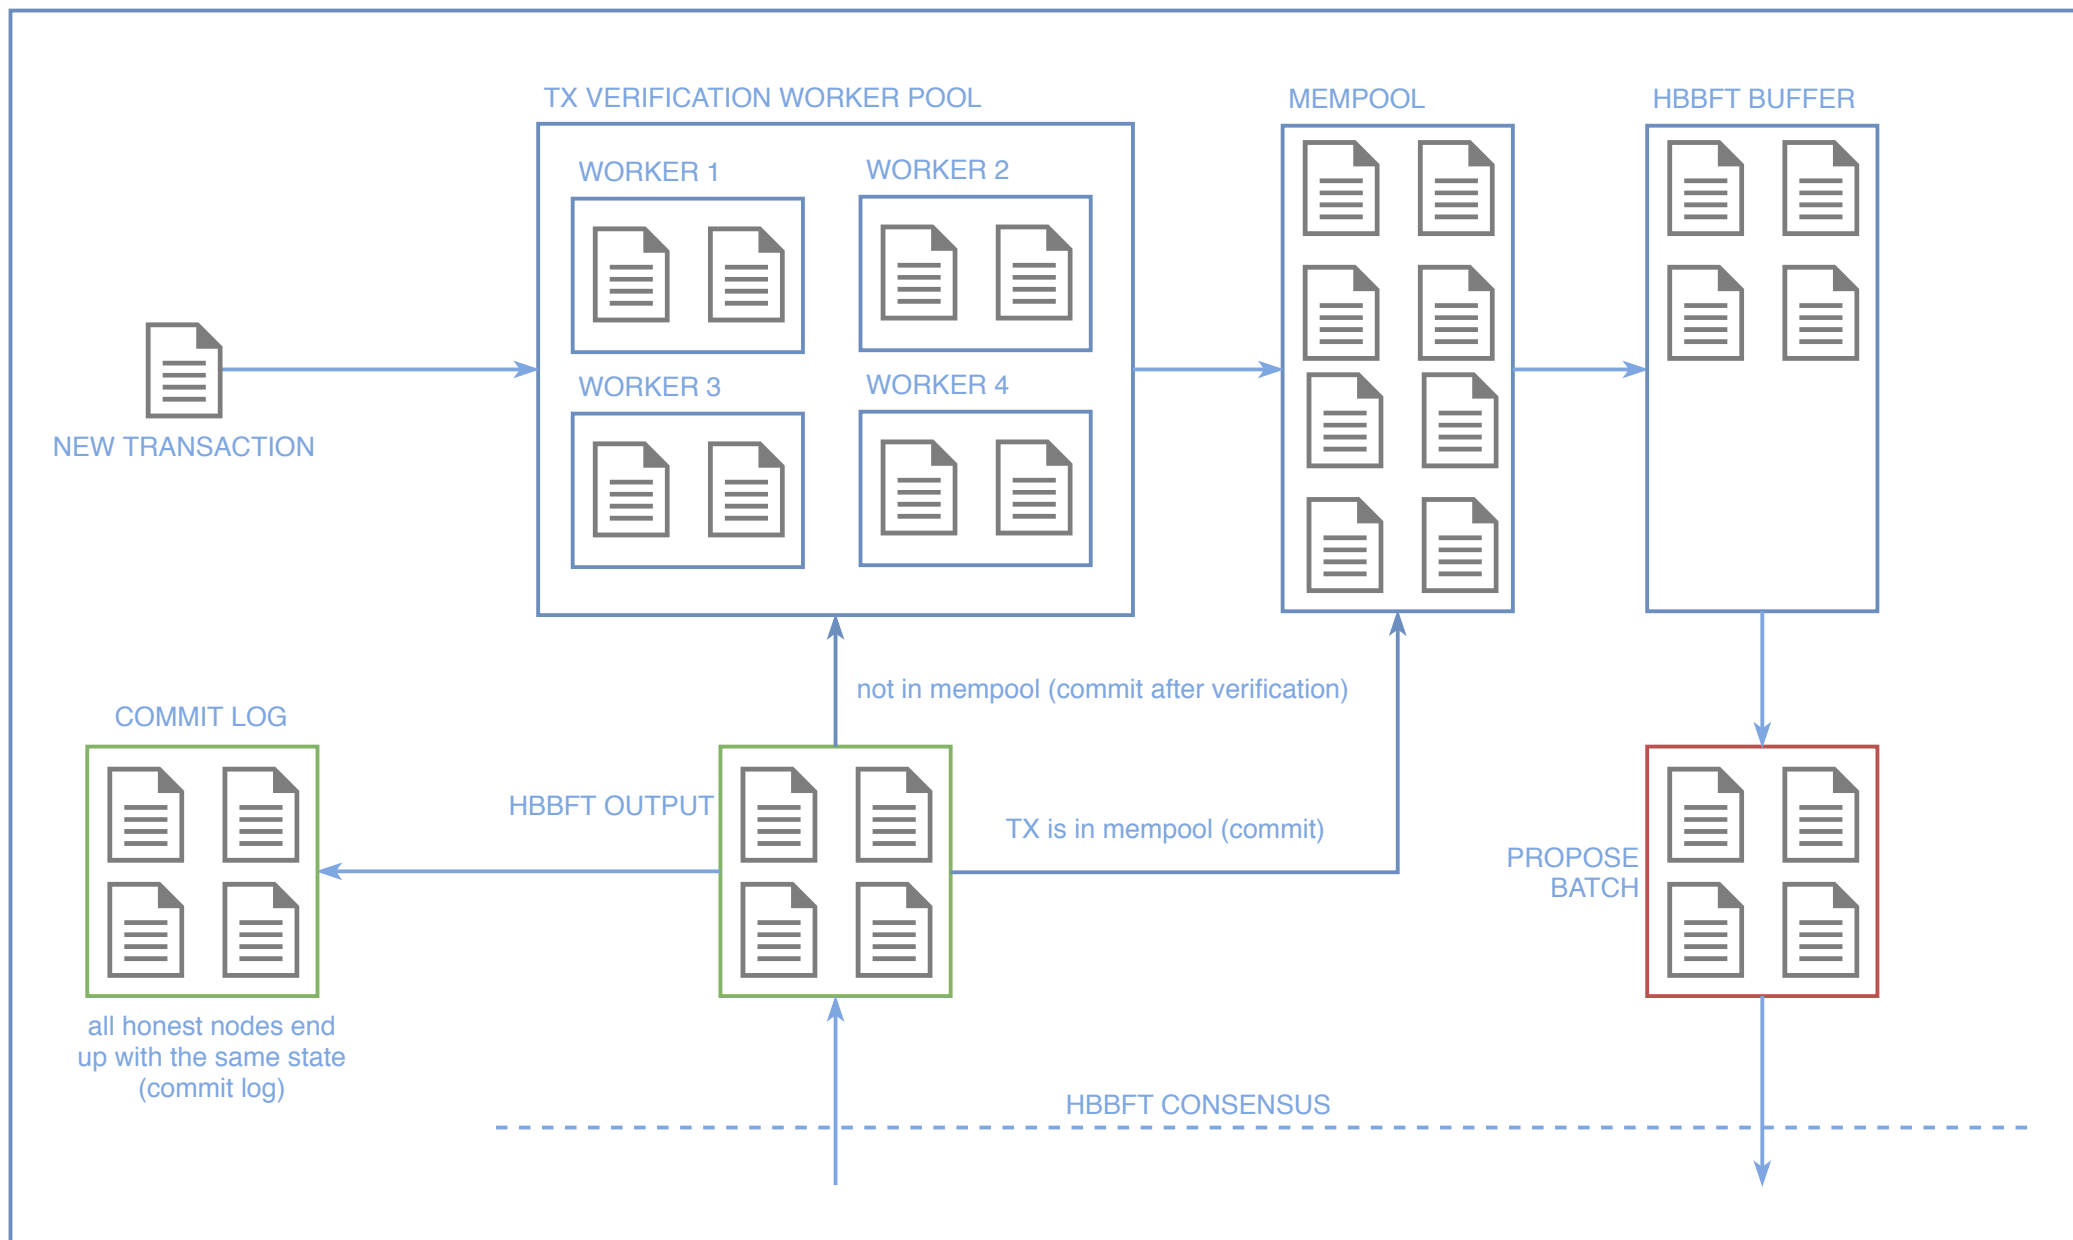 TX VERIFICATION WORKER POOL
MEMPOOL
HBBFT BUFFER
WORKER 1
WORKER 2
WORKER 3
WORKER 4
NEW TRANSACTION
not in mempool (commit after verification)
COMMIT LOG
HBBFT OUTPUT
TX is in mempool (commit)
PROPOSE
BATCH
all honest nodes end
up with the same state
(commit log)
HBBFT CONSENSUS